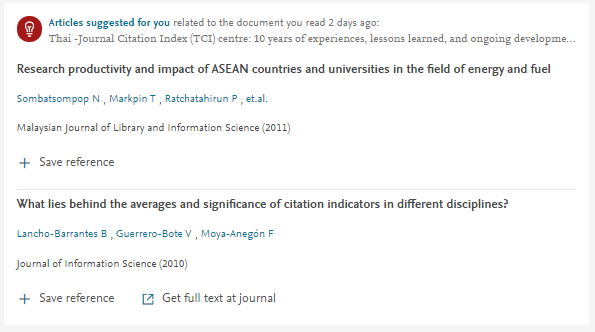 Articles suggested for you related to the document you read 2 days ago:
Thai -Journal Citation Index (TCI) centre: 10 years of experiences, lessons learned, and ongoing developme...
Research productivity and impact of ASEAN countries and universities in the field of energy and fuel
Sombatsompop N , Markpin T , Ratchatahirun P , et.al.
Malaysian Journal of Library and Information Science (2011)
Save reference
What lies behind the averages and significance of citation indicators in different disciplines?
Lancho-Barrantes B , Guerrero-Bote V , Moya-Anegón F
Journal of Information Science (2010)
Save reference Get full text at journal